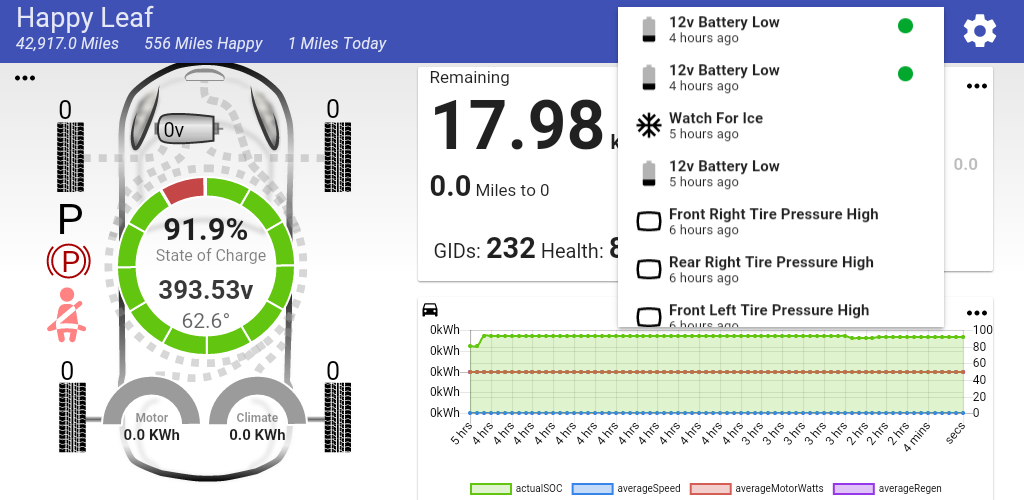 Happy Leaf
42,917.0 Miles 556 Miles Happy 1 Miles Today
0 0
0v
P
P
91.9%
State of Charge
393.53v
62.6°
0 0
Motor
0.0 KWh
Climate
0.0 KWh
Remaining
17.98
0.0 Miles to 0
GIDs: 232 Health:
0.0
12v Battery Low
4 hours ago
12v Battery Low
4 hours ago
Watch For Ice
5 hours ago
12v Battery Low
5 hours ago
Front Right Tire Pressure High
6 hours ago
Rear Right Tire Pressure High
6 hours ago
Front Left Tire Pressure High
6 hours ago
0kWh 100
0kWh 80
60
0kWh 40
0kWh 20
0kWh 0
5 hrs 4 hrs 4 hrs 4 hrs 4 hrs 4 hrs 4 hrs 4 hrs 4 hrs 4 hrs 4 hrs 4 hrs 4 hrs 4 hrs 3 hrs 3 hrs 3 hrs 3 hrs 3 hrs 2 hrs 2 hrs 2 hrs 4 mins secs
actualSOC averageSpeed averageMotorWatts averageRegen